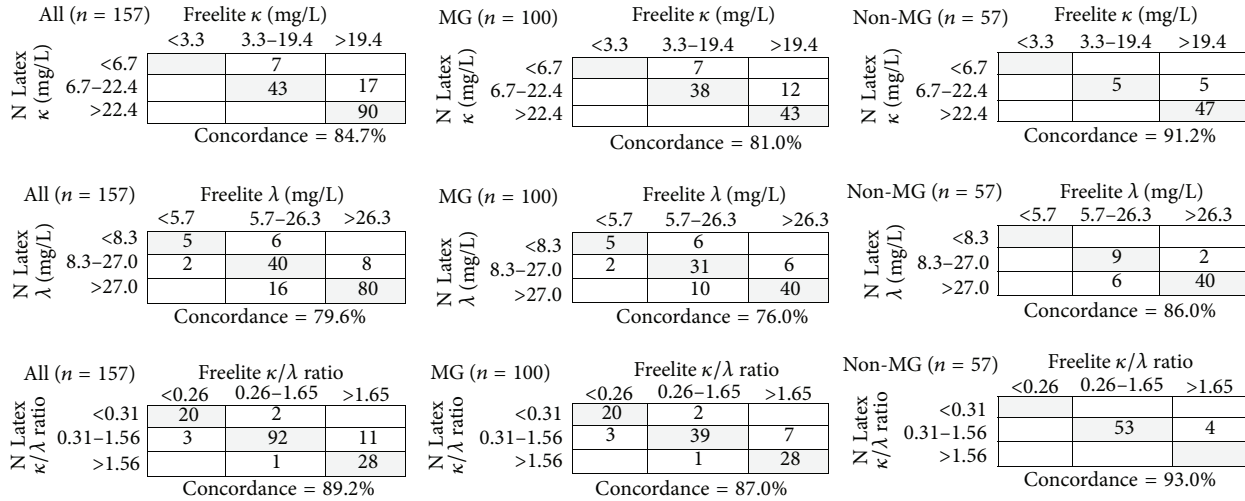 All (n = 157) Freelite κ (mg/L)
<3.3 3.3–19.4 >19.4
N Latex κ (mg/L)
<6.7 7
6.7–22.4 43 17
>22.4 90
Concordance = 84.7%
MG (n = 100) Freelite κ (mg/L)
<3.3 3.3–19.4 >19.4
N Latex κ (mg/L)
<6.7 7
6.7–22.4 38 12
>22.4 43
Concordance = 81.0%
Non-MG (n = 57) Freelite κ (mg/L)
<3.3 3.3–19.4 >19.4
N Latex κ (mg/L)
<6.7
6.7–22.4 5 5
>22.4 47
Concordance = 91.2%
All (n = 157) Freelite λ (mg/L)
<5.7 5.7–26.3 >26.3
N Latex λ (mg/L)
<8.3 5 6
8.3–27.0 2 40 8
>27.0 16 80
Concordance = 79.6%
MG (n = 100) Freelite λ (mg/L)
<5.7 5.7–26.3 >26.3
N Latex λ (mg/L)
<8.3 5 6
8.3–27.0 2 31 6
>27.0 10 40
Concordance = 76.0%
Non-MG (n = 57) Freelite λ (mg/L)
<5.7 5.7–26.3 >26.3
N Latex λ (mg/L)
<8.3
8.3–27.0 9 2
>27.0 6 40
Concordance = 86.0%
All (n = 157) Freelite κ/λ ratio
<0.26 0.26–1.65 >1.65
N Latex κ/λ ratio
<0.31 20 2
0.31–1.56 3 92 11
>1.56 1 28
Concordance = 89.2%
MG (n = 100) Freelite κ/λ ratio
<0.26 0.26–1.65 >1.65
N Latex κ/λ ratio
<0.31 20 2
0.31–1.56 3 39 7
>1.56 1 28
Concordance = 87.0%
Non-MG (n = 57) Freelite κ/λ ratio
<0.26 0.26–1.65 >1.65
N Latex κ/λ ratio
<0.31
0.31–1.56 53 4
>1.56
Concordance = 93.0%